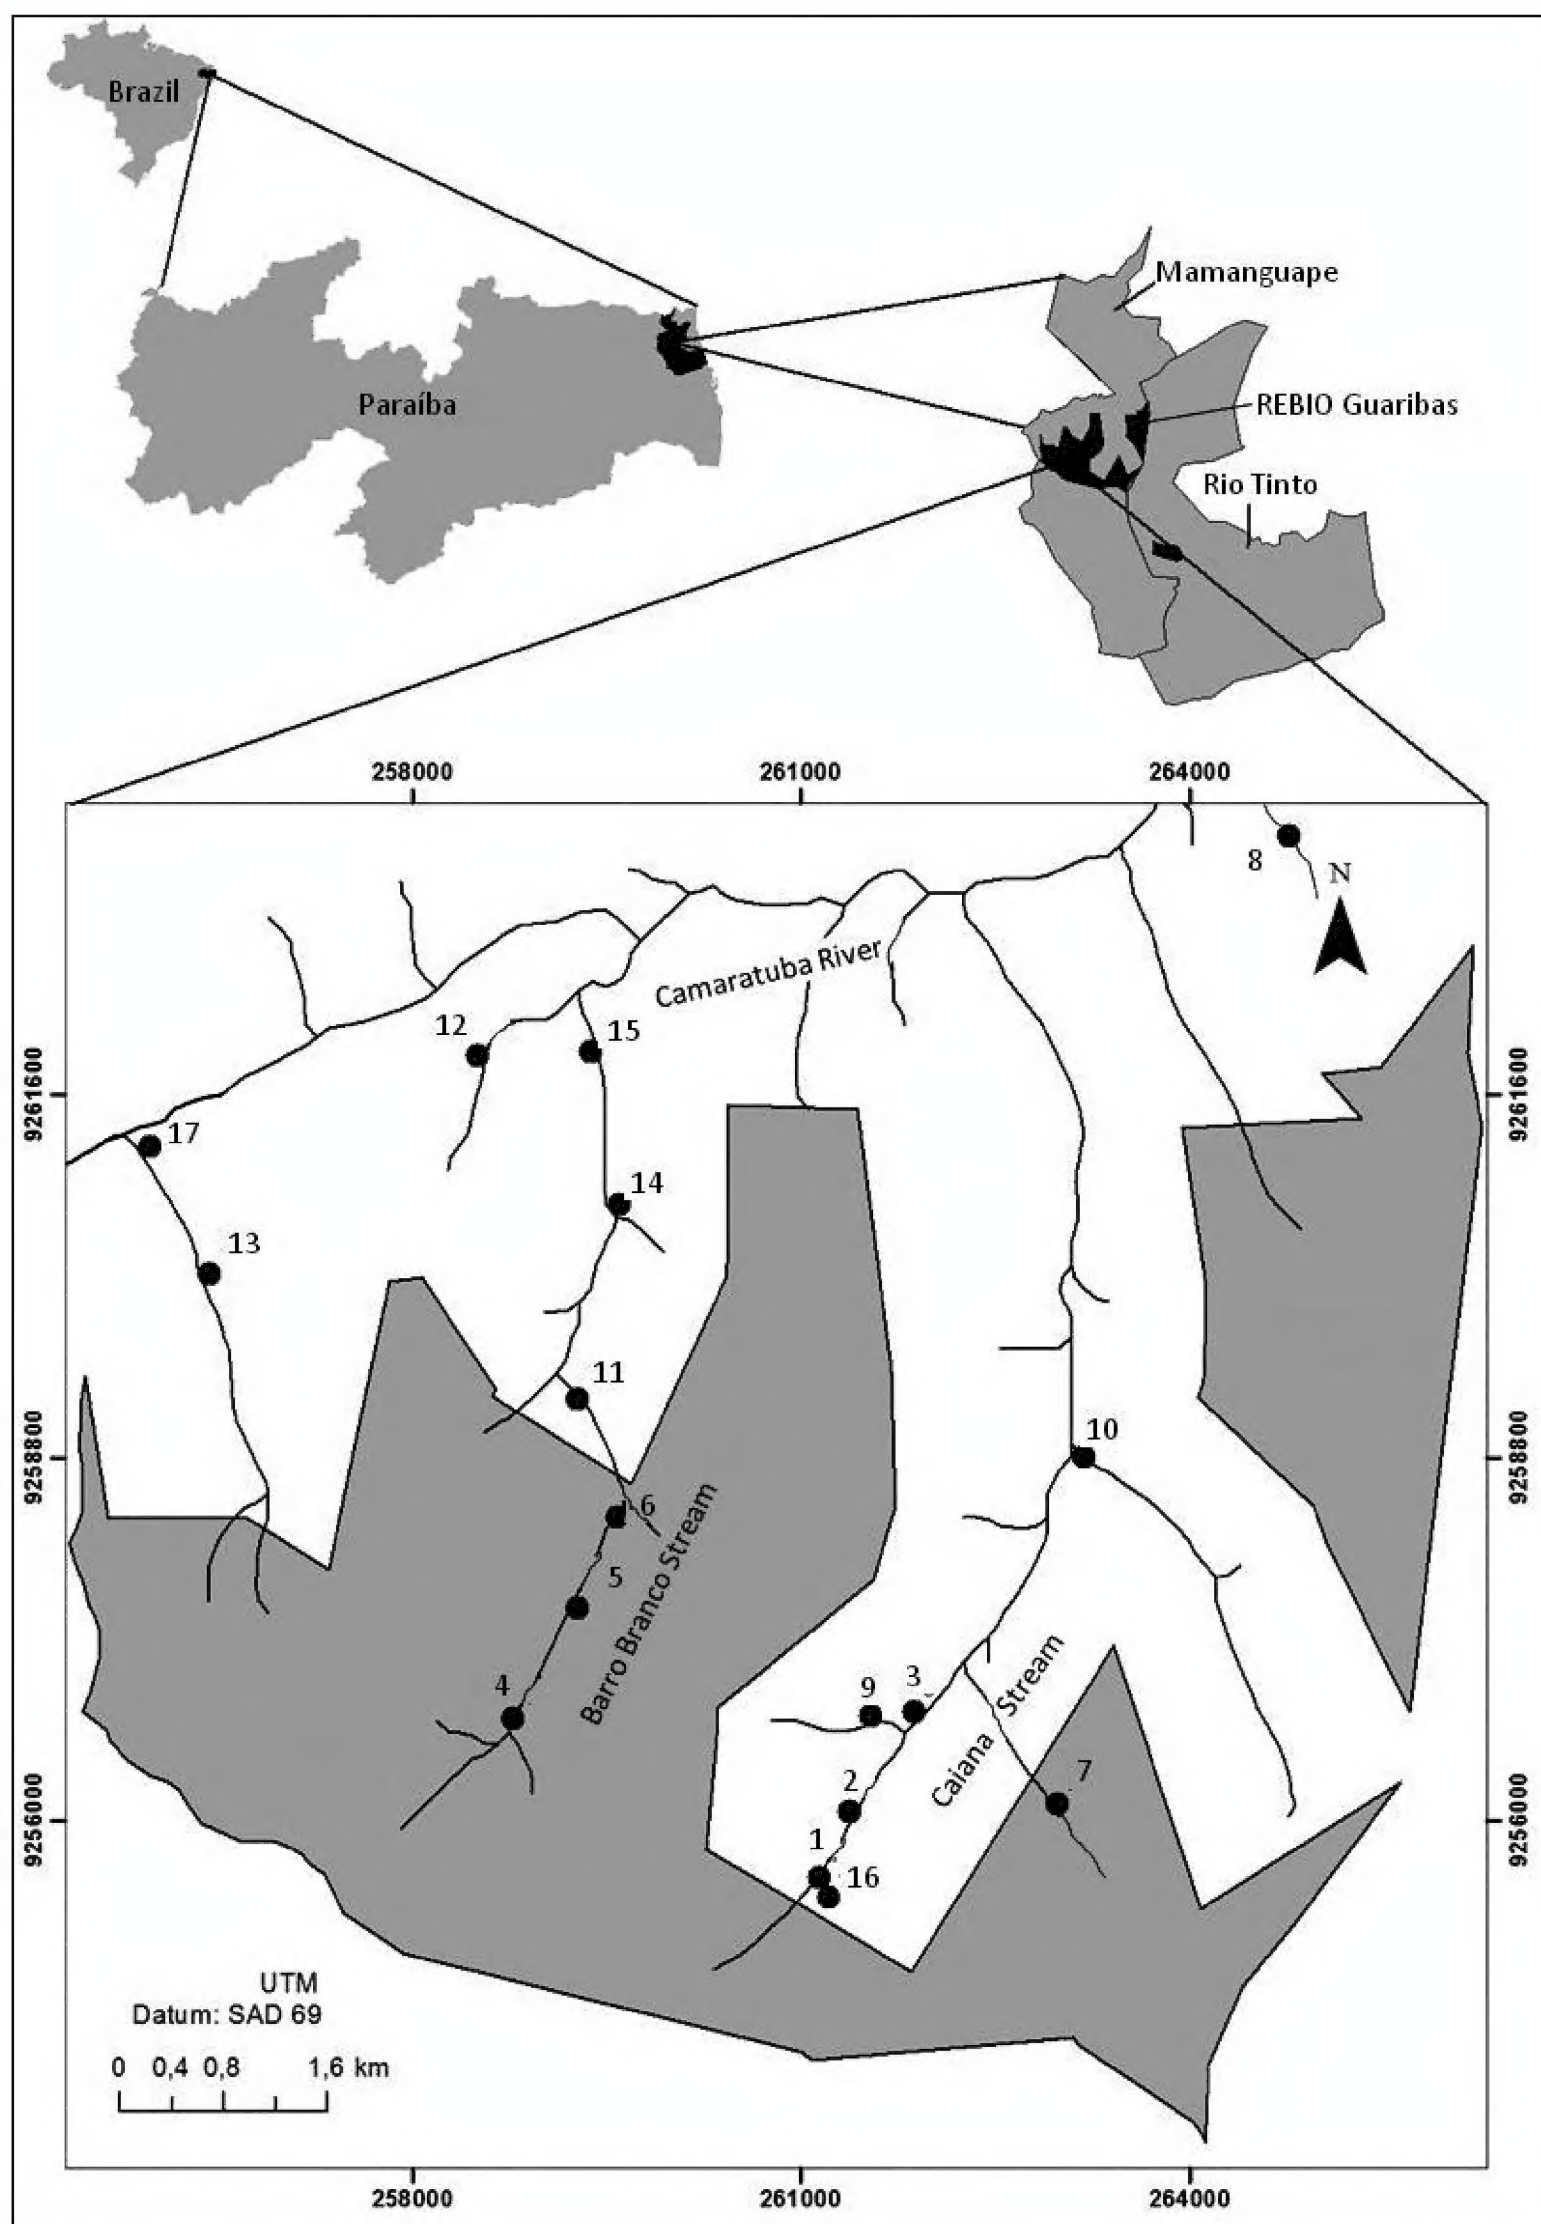 Brazil
Mamanguape
Paraíba
REBIO Guaribas
Rio Tinto
258000
261000
264000
8
N
Camaratuba River
12
15
9261600
9261600
17
14
13
11
10
9258800
9258800
6
5
Barro Branco Stream
4
9
3
Caiana Stream
7
2
9256000
9256000
1
16
UTM
Datum: SAD 69
0 0,4 0,8 1,6 km
258000
261000
264000